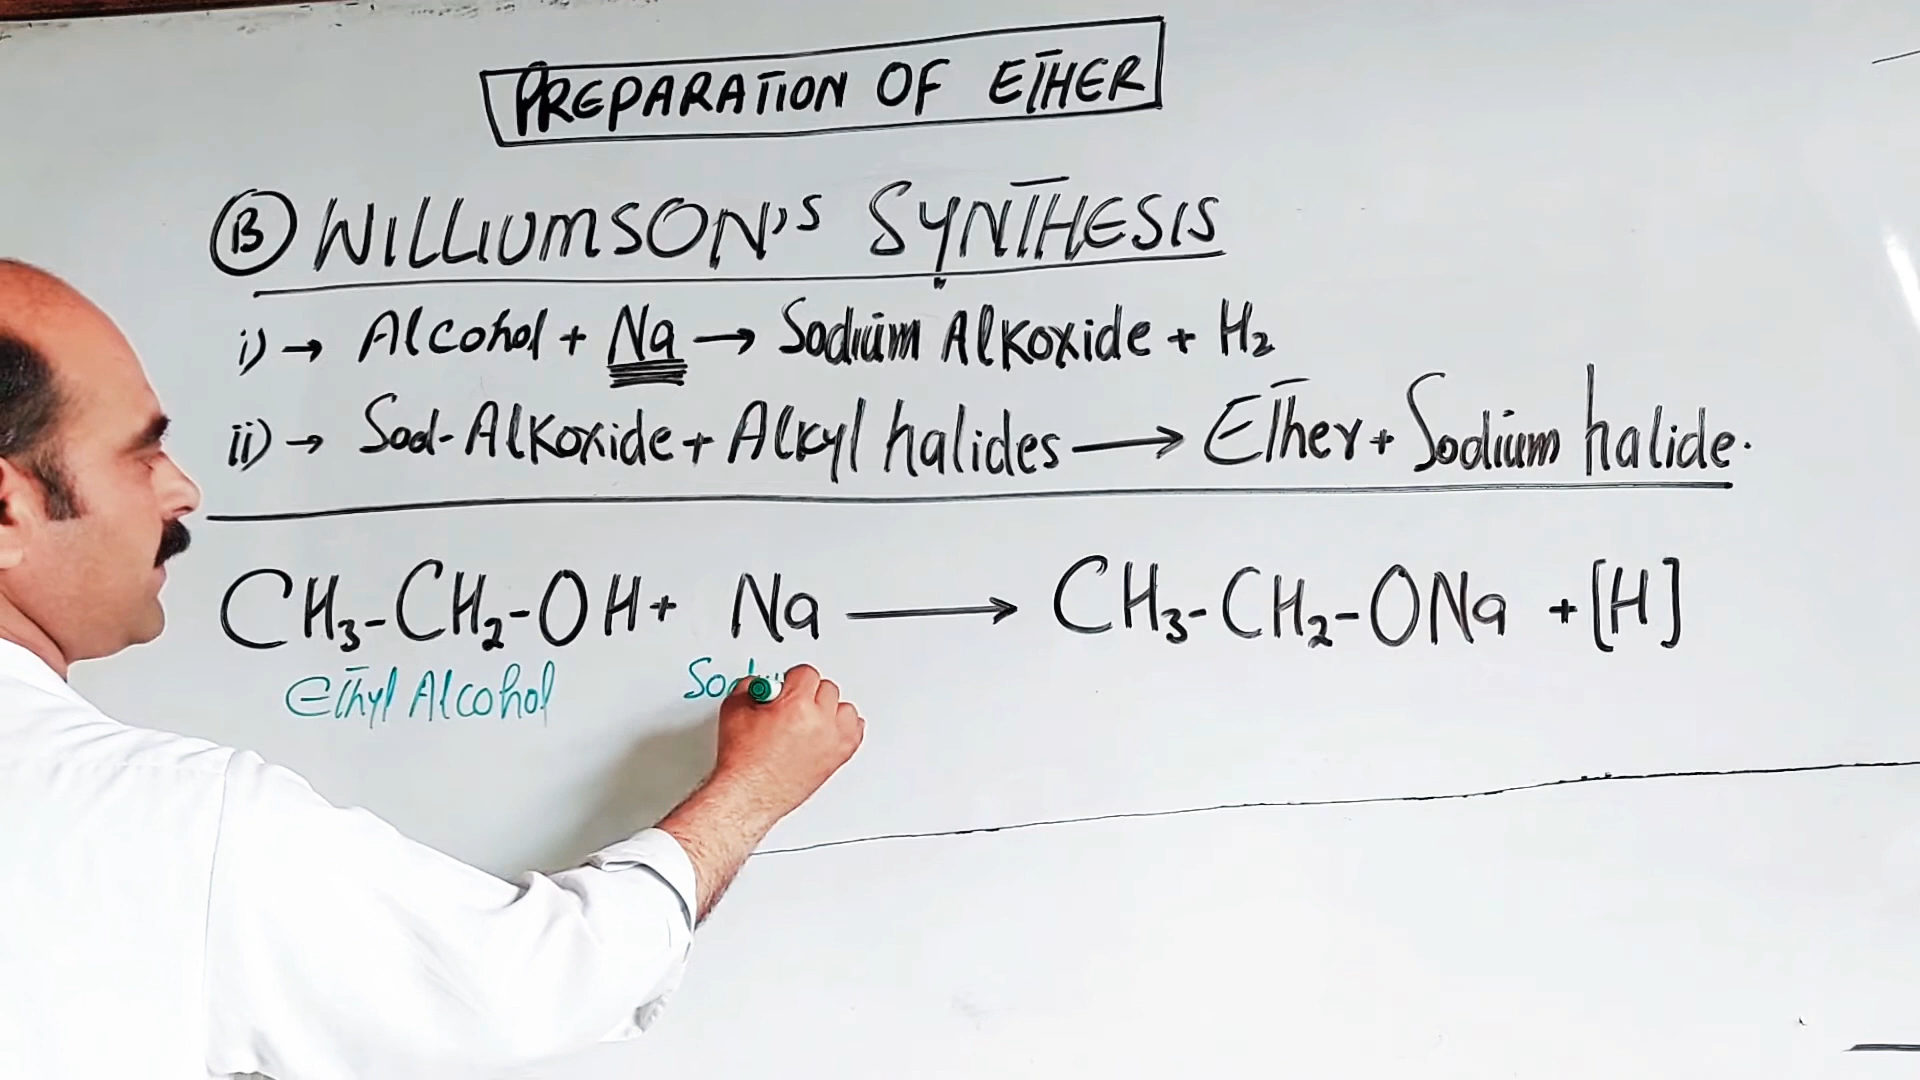 PREPARATION OF ETHER
B WILLIUMSON'S SYNTHESIS
i) → Alcohol + Na → Sodium Alkoxide + H₂
ii) → Sod-Alkoxide + Alkyl halides → Ether + Sodium halide.
CH₃-CH₂-OH + Na → CH₃-CH₂-ONa + [H]
Ethyl Alcohol